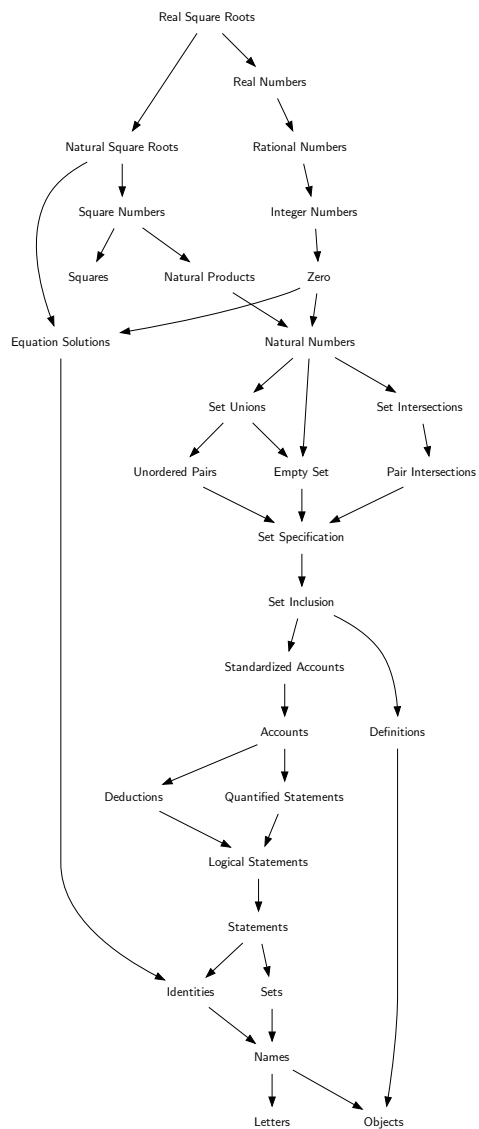 Real Square Roots
Real Numbers
Natural Square Roots
Rational Numbers
Square Numbers
Integer Numbers
Squares
Natural Products
Zero
Equation Solutions
Natural Numbers
Set Unions
Set Intersections
Unordered Pairs
Empty Set
Pair Intersections
Set Specification
Set Inclusion
Standardized Accounts
Accounts
Definitions
Deductions
Quantified Statements
Logical Statements
Statements
Identities
Sets
Names
Letters
Objects